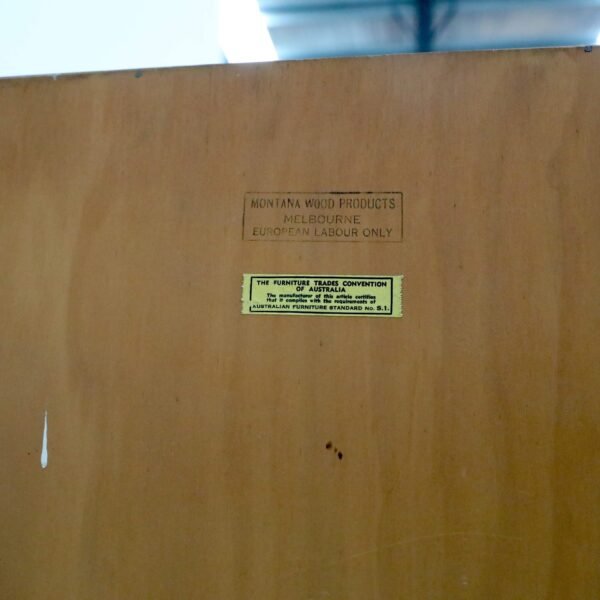 MONTANA WOOD PRODUCTS
MELBOURNE
EUROPEAN LABOUR ONLY
THE FURNITURE TRADES CONVENTION
OF AUSTRALIA
The manufacturer of this article certifies
that it complies with the requirements of
AUSTRALIAN FURNITURE STANDARD No. S.1.